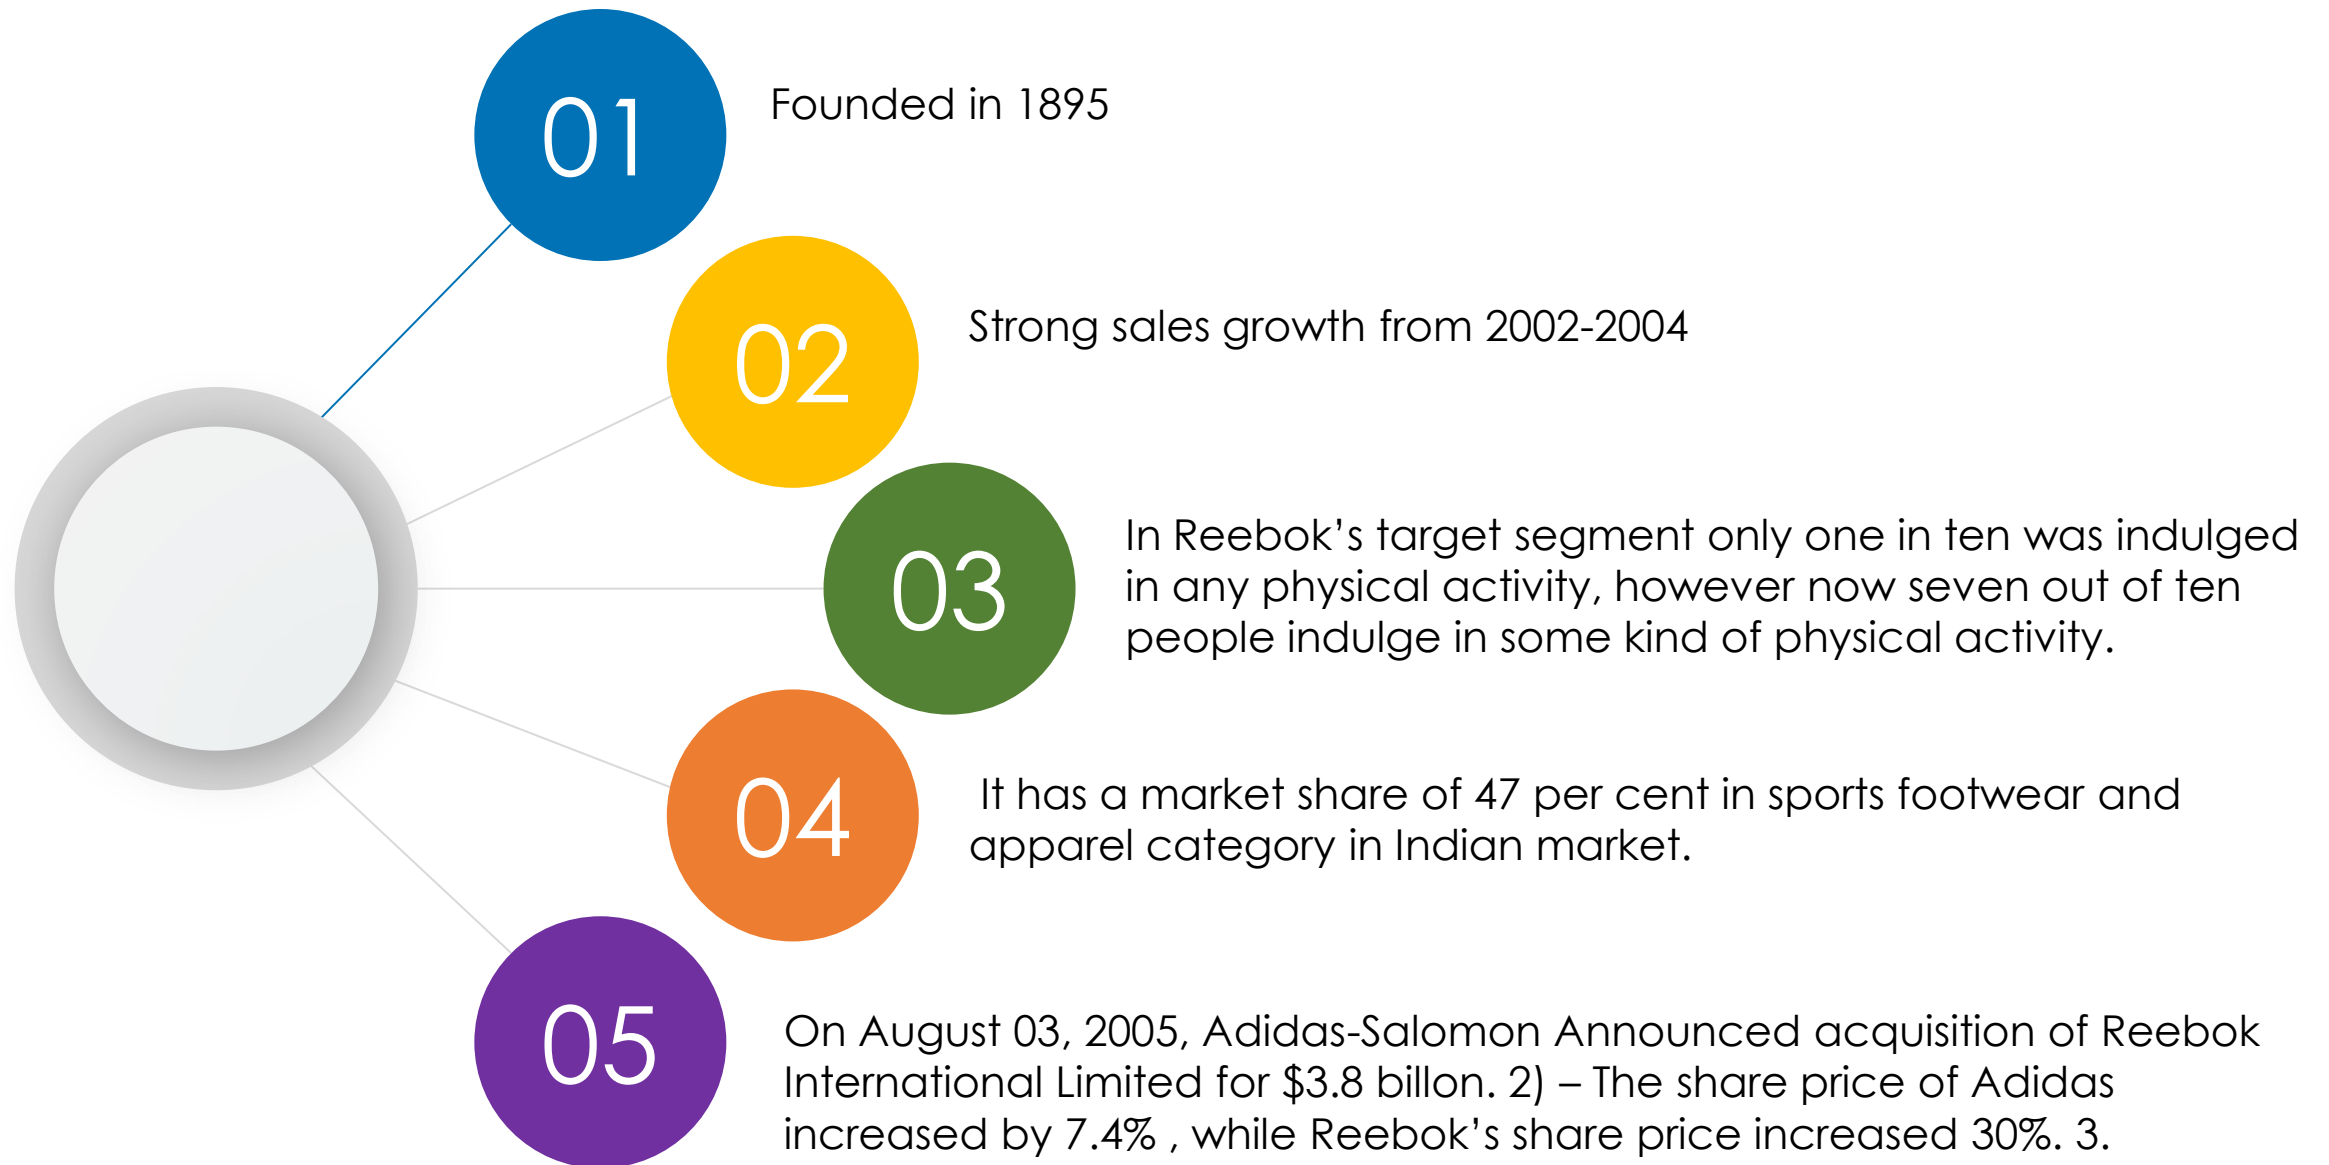 01
Founded in 1895
02
Strong sales growth from 2002-2004
03
In Reebok’s target segment only one in ten was indulged
in any physical activity, however now seven out of ten
people indulge in some kind of physical activity.
04
It has a market share of 47 per cent in sports footwear and
apparel category in Indian market.
05
On August 03, 2005, Adidas-Salomon Announced acquisition of Reebok
International Limited for $3.8 billon. 2) – The share price of Adidas
increased by 7.4% , while Reebok’s share price increased 30%. 3.